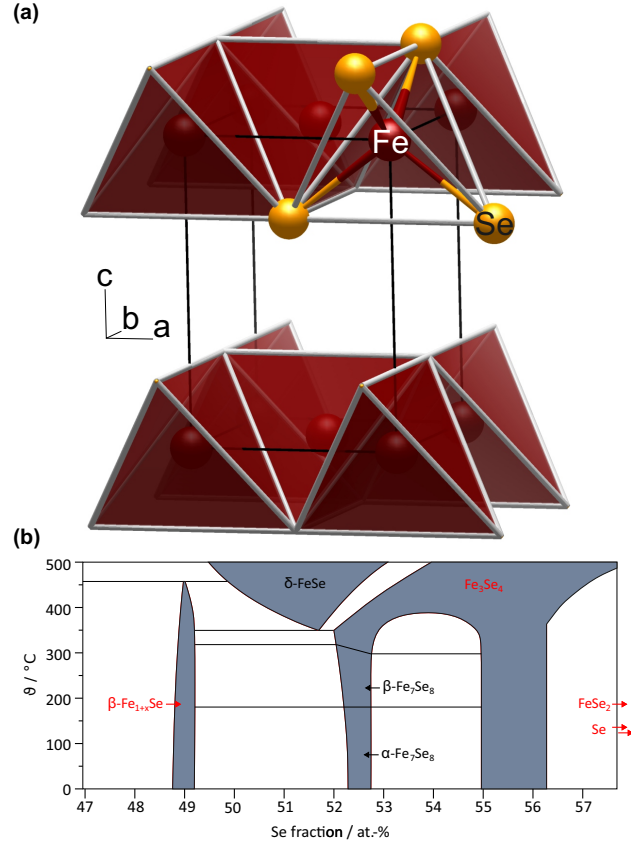 (a)
Fe
Se
c
b
a
(b)
500
400
300
200
100
0
ϑ / °C
δ-FeSe
Fe₃Se₄
β-Fe₁₊ₓSe
β-Fe₇Se₈
α-Fe₇Se₈
FeSe₂
Se
47 48 49 50 51 52 53 54 55 56 57
Se fraction / at.-%